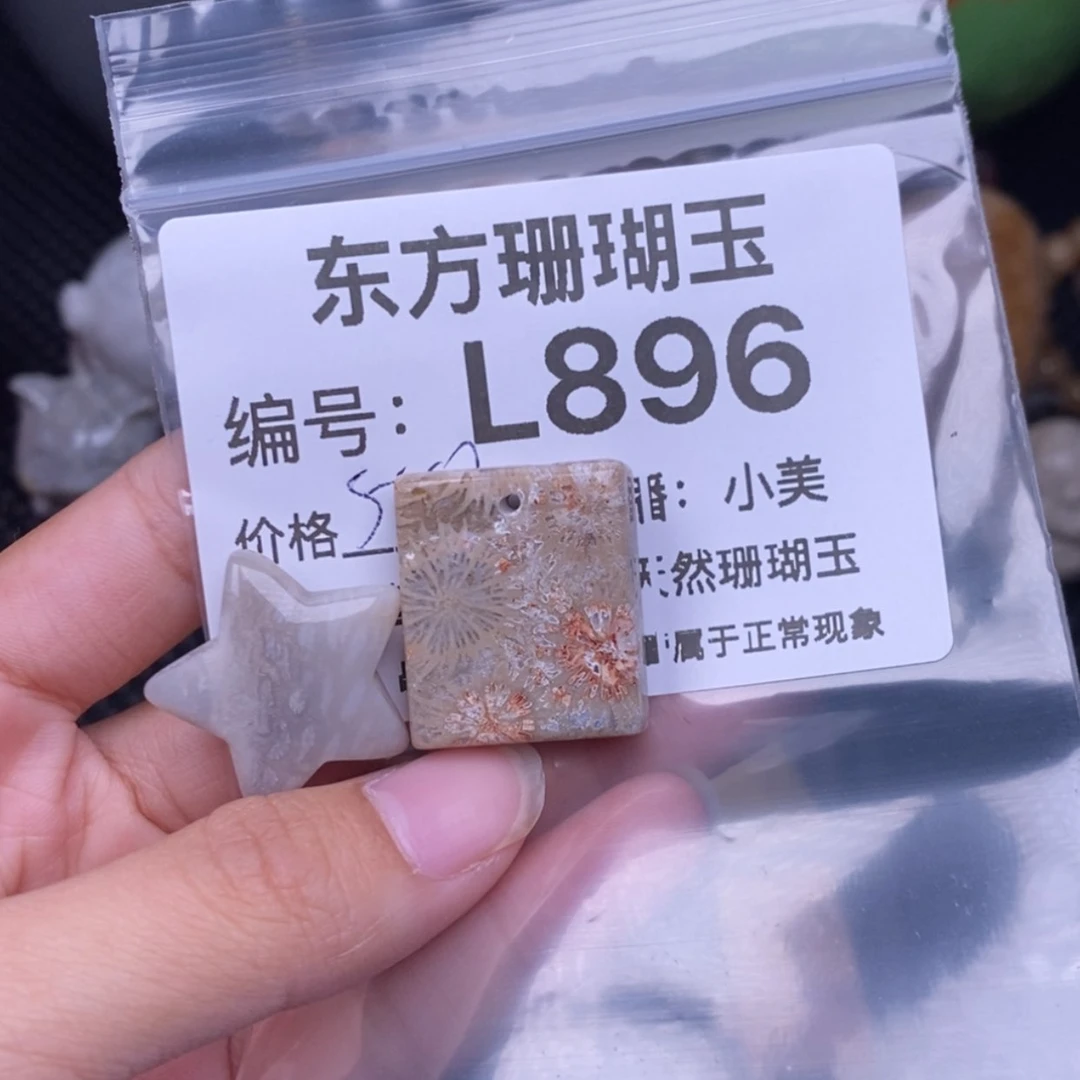 东方珊瑚玉
编号：L896
价格 播：小美
天然珊瑚玉
属于正常现象